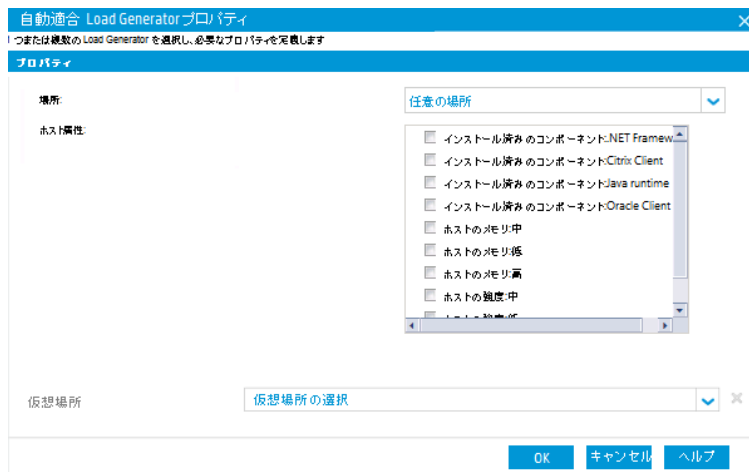 自動適合 Load Generatorプロパティ
つまたは複数の Load Generator を選択し、必要なプロパティを定義します
プロパティ
場所:
任意の場所
ホスト属性:
インストール済みのコンポーネント:.NET Framew
インストール済みのコンポーネント:Citrix Client
インストール済みのコンポーネント:Java runtime
インストール済みのコンポーネント:Oracle Client
ホストのメモリ:中
ホストのメモリ:低
ホストのメモリ:高
ホストの強度:中
ホストの強度:低
仮想場所
仮想場所の選択
OK
キャンセル
ヘルプ